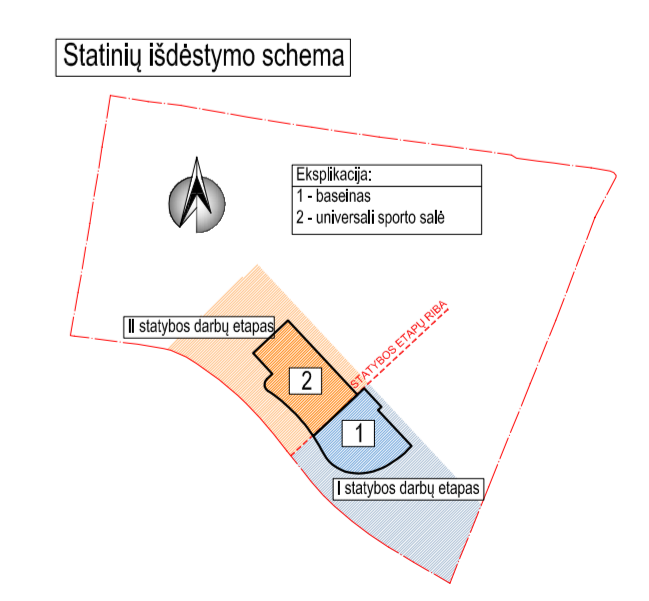 Statinių išdėstymo schema
Eksplikacija:
1 - baseinas
2 - universali sporto salė
II statybos darbų etapas
STATYBOS ETAPŲ RIBA
2
1
I statybos darbų etapas